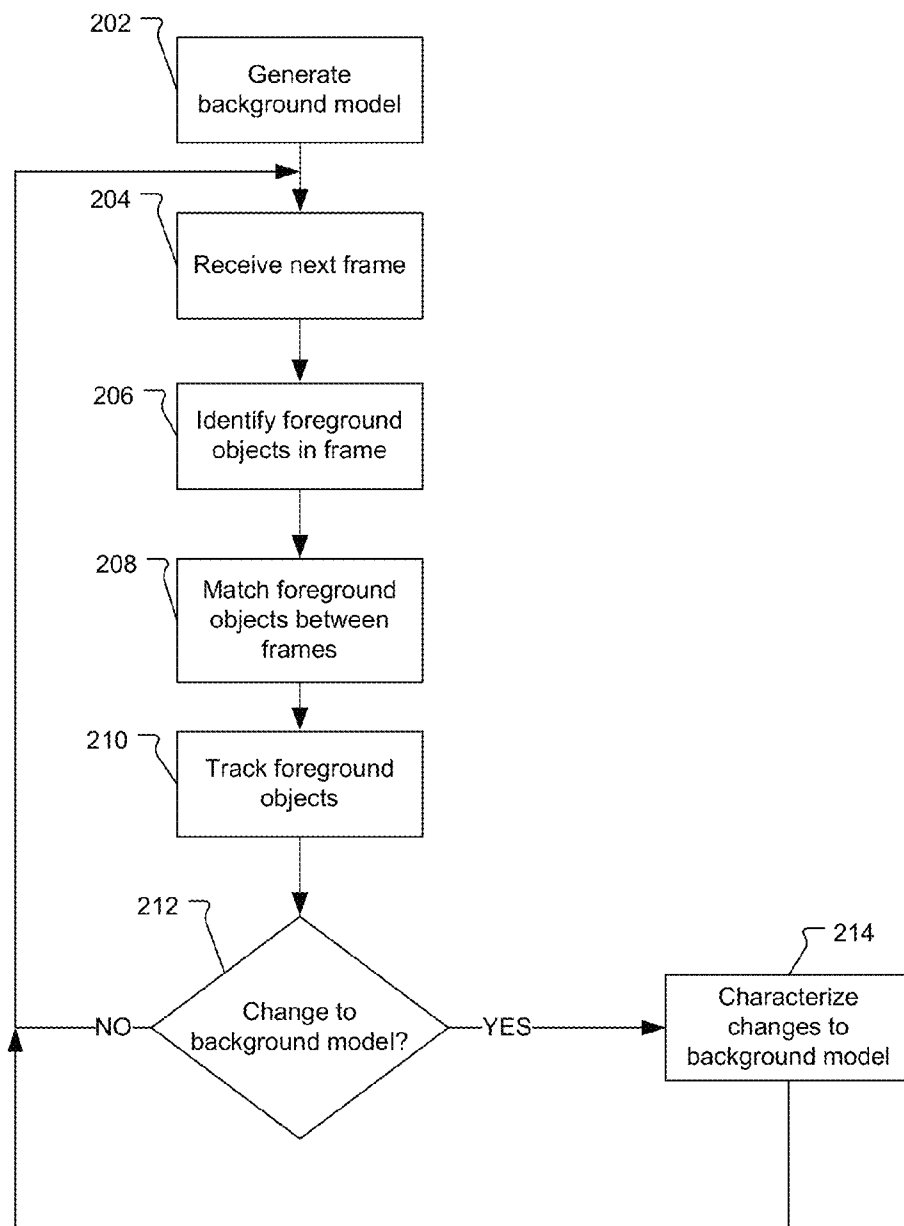 202
Generate
background model
204
Receive next frame
206
Identify foreground
objects in frame
208
Match foreground
objects between
frames
210
Track foreground
objects
212
Change to
background model?
NO
YES
214
Characterize
changes to
background model